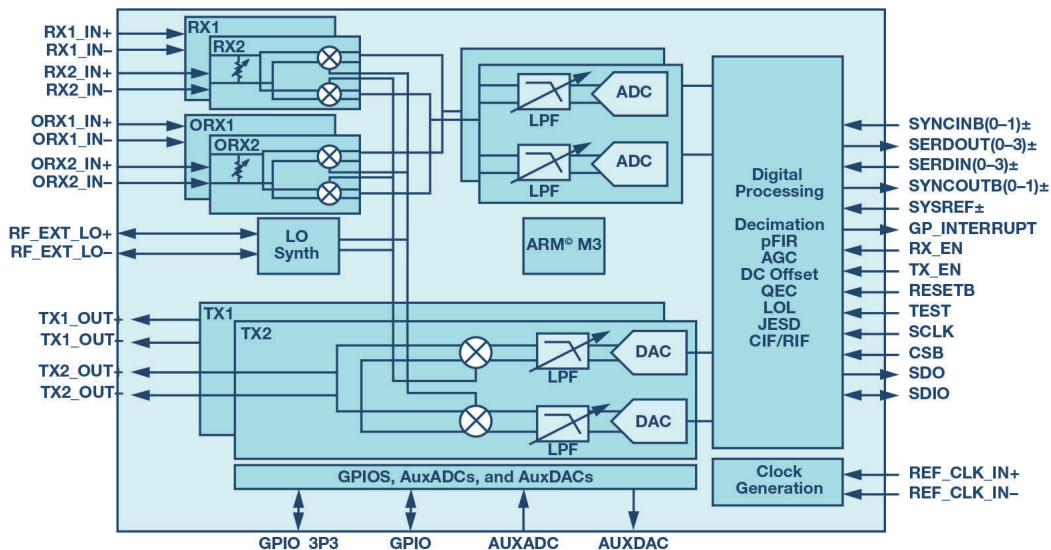 RX1_IN+
RX1_IN–
RX2_IN+
RX2_IN–
ORX1_IN+
ORX1_IN–
ORX2_IN+
ORX2_IN–
RF_EXT_LO+
RF_EXT_LO–
TX1_OUT+
TX1_OUT–
TX2_OUT+
TX2_OUT–
RX1
RX2
ORX1
ORX2
LO
Synth
LPF
ADC
LPF
ADC
ARM© M3
TX1
TX2
LPF
DAC
LPF
DAC
Digital
Processing
Decimation
pFIR
AGC
DC Offset
QEC
LOL
JESD
CIF/RIF
Clock
Generation
GPIOS, AuxADCs, and AuxDACs
GPIO_3P3
GPIO
AUXADC
AUXDAC
SYNCINB(0–1)±
SERDOUT(0–3)±
SERDIN(0–3)±
SYNCOUTB(0–1)±
SYSREF±
GP_INTERRUPT
RX_EN
TX_EN
RESETB
TEST
SCLK
CSB
SDO
SDIO
REF_CLK_IN+
REF_CLK_IN–